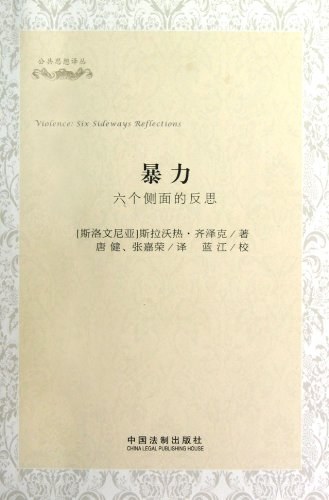 公共思想译丛
Violence: Six Sideways Reflections
暴力
六个侧面的反思
[斯洛文尼亚]斯拉沃热·齐泽克/著
唐健、张嘉荣/译 蓝江/校
中国法制出版社
CHINA LEGAL PUBLISHING HOUSE